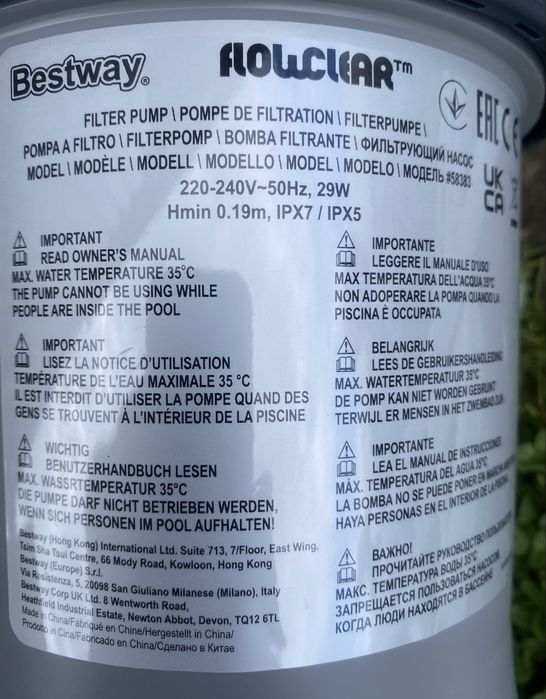 Bestway®
FLOWCLEAR™
FILTER PUMP \ POMPE DE FILTRATION \ FILTERPUMPE \
POMPA A FILTRO \ FILTERPOMP \ BOMBA FILTRANTE \ ФИЛЬТРУЮЩИЙ НАСОС
MODEL \ MODÈLE \ MODELL \ MODELLO \ MODEL \ MODELO \ МОДЕЛЬ #58383
220-240V~50Hz, 29W
Hmin 0.19m, IPX7 / IPX5
EAC CE
UK
CA
IMPORTANT
READ OWNER'S MANUAL
MAX. WATER TEMPERATURE 35°C
THE PUMP CANNOT BE USING WHILE
PEOPLE ARE INSIDE THE POOL
IMPORTANT
LISEZ LA NOTICE D'UTILISATION
TEMPÉRATURE DE L'EAU MAXIMALE 35 °C
IL EST INTERDIT D'UTILISER LA POMPE QUAND DES
GENS SE TROUVENT À L'INTÉRIEUR DE LA PISCINE
WICHTIG
BENUTZERHANDBUCH LESEN
MAX. WASSRTEMPERATUR 35°C
DIE PUMPE DARF NICHT BETRIEBEN WERDEN,
WENN SICH PERSONEN IM POOL AUFHALTEN!
Bestway (Hong Kong) International Ltd. Suite 713, 7/Floor, East Wing,
Tsim Sha Tsui Centre, 66 Mody Road, Kowloon, Hong Kong
Bestway (Europe) S.r.l.
Via Resistenza, 5, 20098 San Giuliano Milanese (Milano), Italy
Bestway Corp UK Ltd. 8 Wentworth Road,
Heathfield Industrial Estate, Newton Abbot, Devon, TQ12 6TL
Made in China/Fabriqué en Chine/Hergestellt in China/
Prodotto in Cina/Fabricado en China/Сделано в Китае
IMPORTANTE
LEGGERE IL MANUALE D'USO
MAX TEMPERATURA DELL'ACQUA 35°C
NON ADOPERARE LA POMPA QUANDO LA
PISCINA È OCCUPATA
BELANGRIJK
LEES DE GEBRUIKERSHANDLEIDING
MAX. WATERTEMPERATUUR 35°C
DE POMP KAN NIET WORDEN GEBRUIKT
TERWIJL ER MENSEN IN HET ZWEMBAD ZIJN
IMPORTANTE
LEA EL MANUAL DE INSTRUCCIONES
MÁX. TEMPERATURA DEL AGUA 35°C
LA BOMBA NO SE PUEDE PONER EN MARCHA
HAYA PERSONAS EN EL INTERIOR DE LA
ВАЖНО!
ПРОЧИТАЙТЕ РУКОВОДСТВО
МАКС. ТЕМПЕРАТУРА ВОДЫ 35°C
ЗАПРЕЩАЕТСЯ ПОЛЬЗОВАТЬСЯ НАСОСОМ,
КОГДА ЛЮДИ НАХОДЯТСЯ В БАССЕЙНЕ